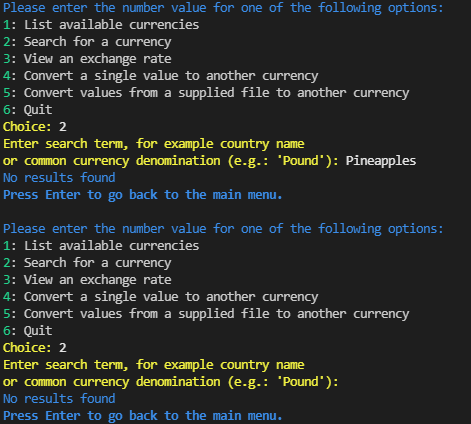 Please enter the number value for one of the following options:
1: List available currencies
2: Search for a currency
3: View an exchange rate
4: Convert a single value to another currency
5: Convert values from a supplied file to another currency
6: Quit
Choice: 2
Enter search term, for example country name
or common currency denomination (e.g.: 'Pound'): Pineapples
No results found
Press Enter to go back to the main menu.
Please enter the number value for one of the following options:
1: List available currencies
2: Search for a currency
3: View an exchange rate
4: Convert a single value to another currency
5: Convert values from a supplied file to another currency
6: Quit
Choice: 2
Enter search term, for example country name
or common currency denomination (e.g.: 'Pound'):
No results found
Press Enter to go back to the main menu.